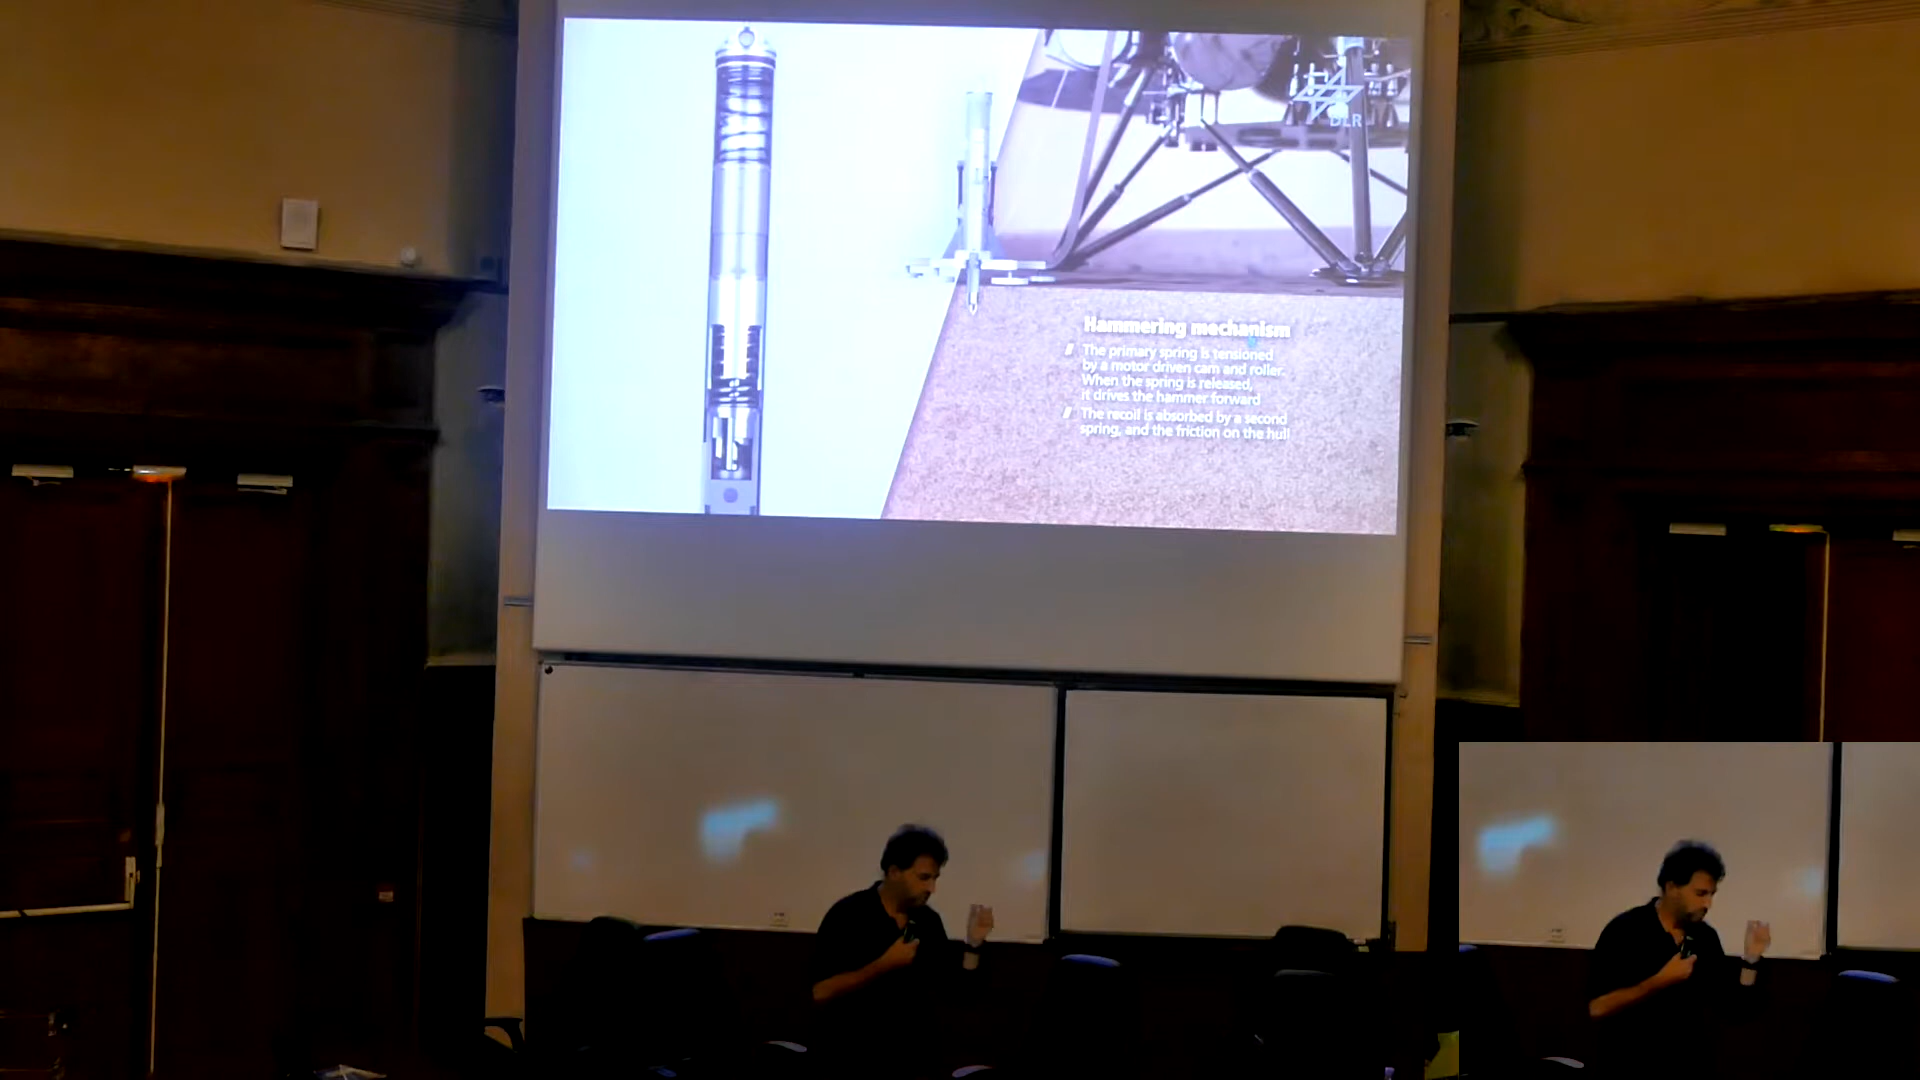 DLR
Hammering mechanism
The primary spring is tensioned
by a motor driven cam and roller.
When the spring is released,
it drives the hammer forward
The recoil is absorbed by a second
spring, and the friction on the hull